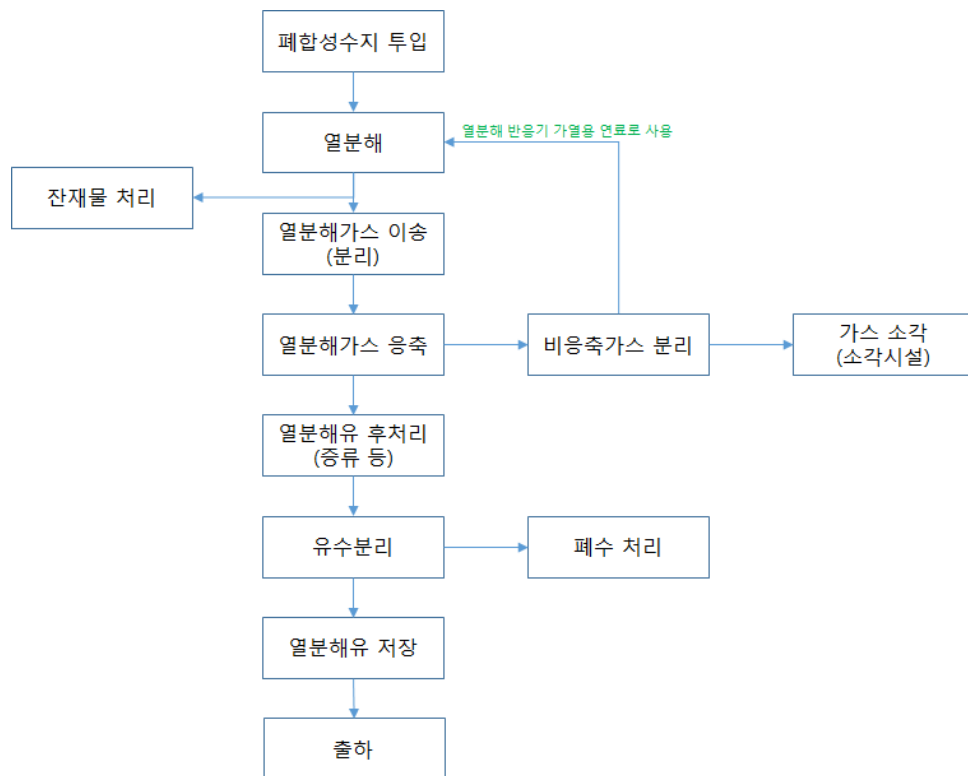 폐합성수지 투입
열분해
열분해 반응기 가열용 연료로 사용
잔재물 처리
열분해가스 이송
(분리)
열분해가스 응축
비응축가스 분리
가스 소각
(소각시설)
열분해유 후처리
(증류 등)
유수분리
폐수 처리
열분해유 저장
출하